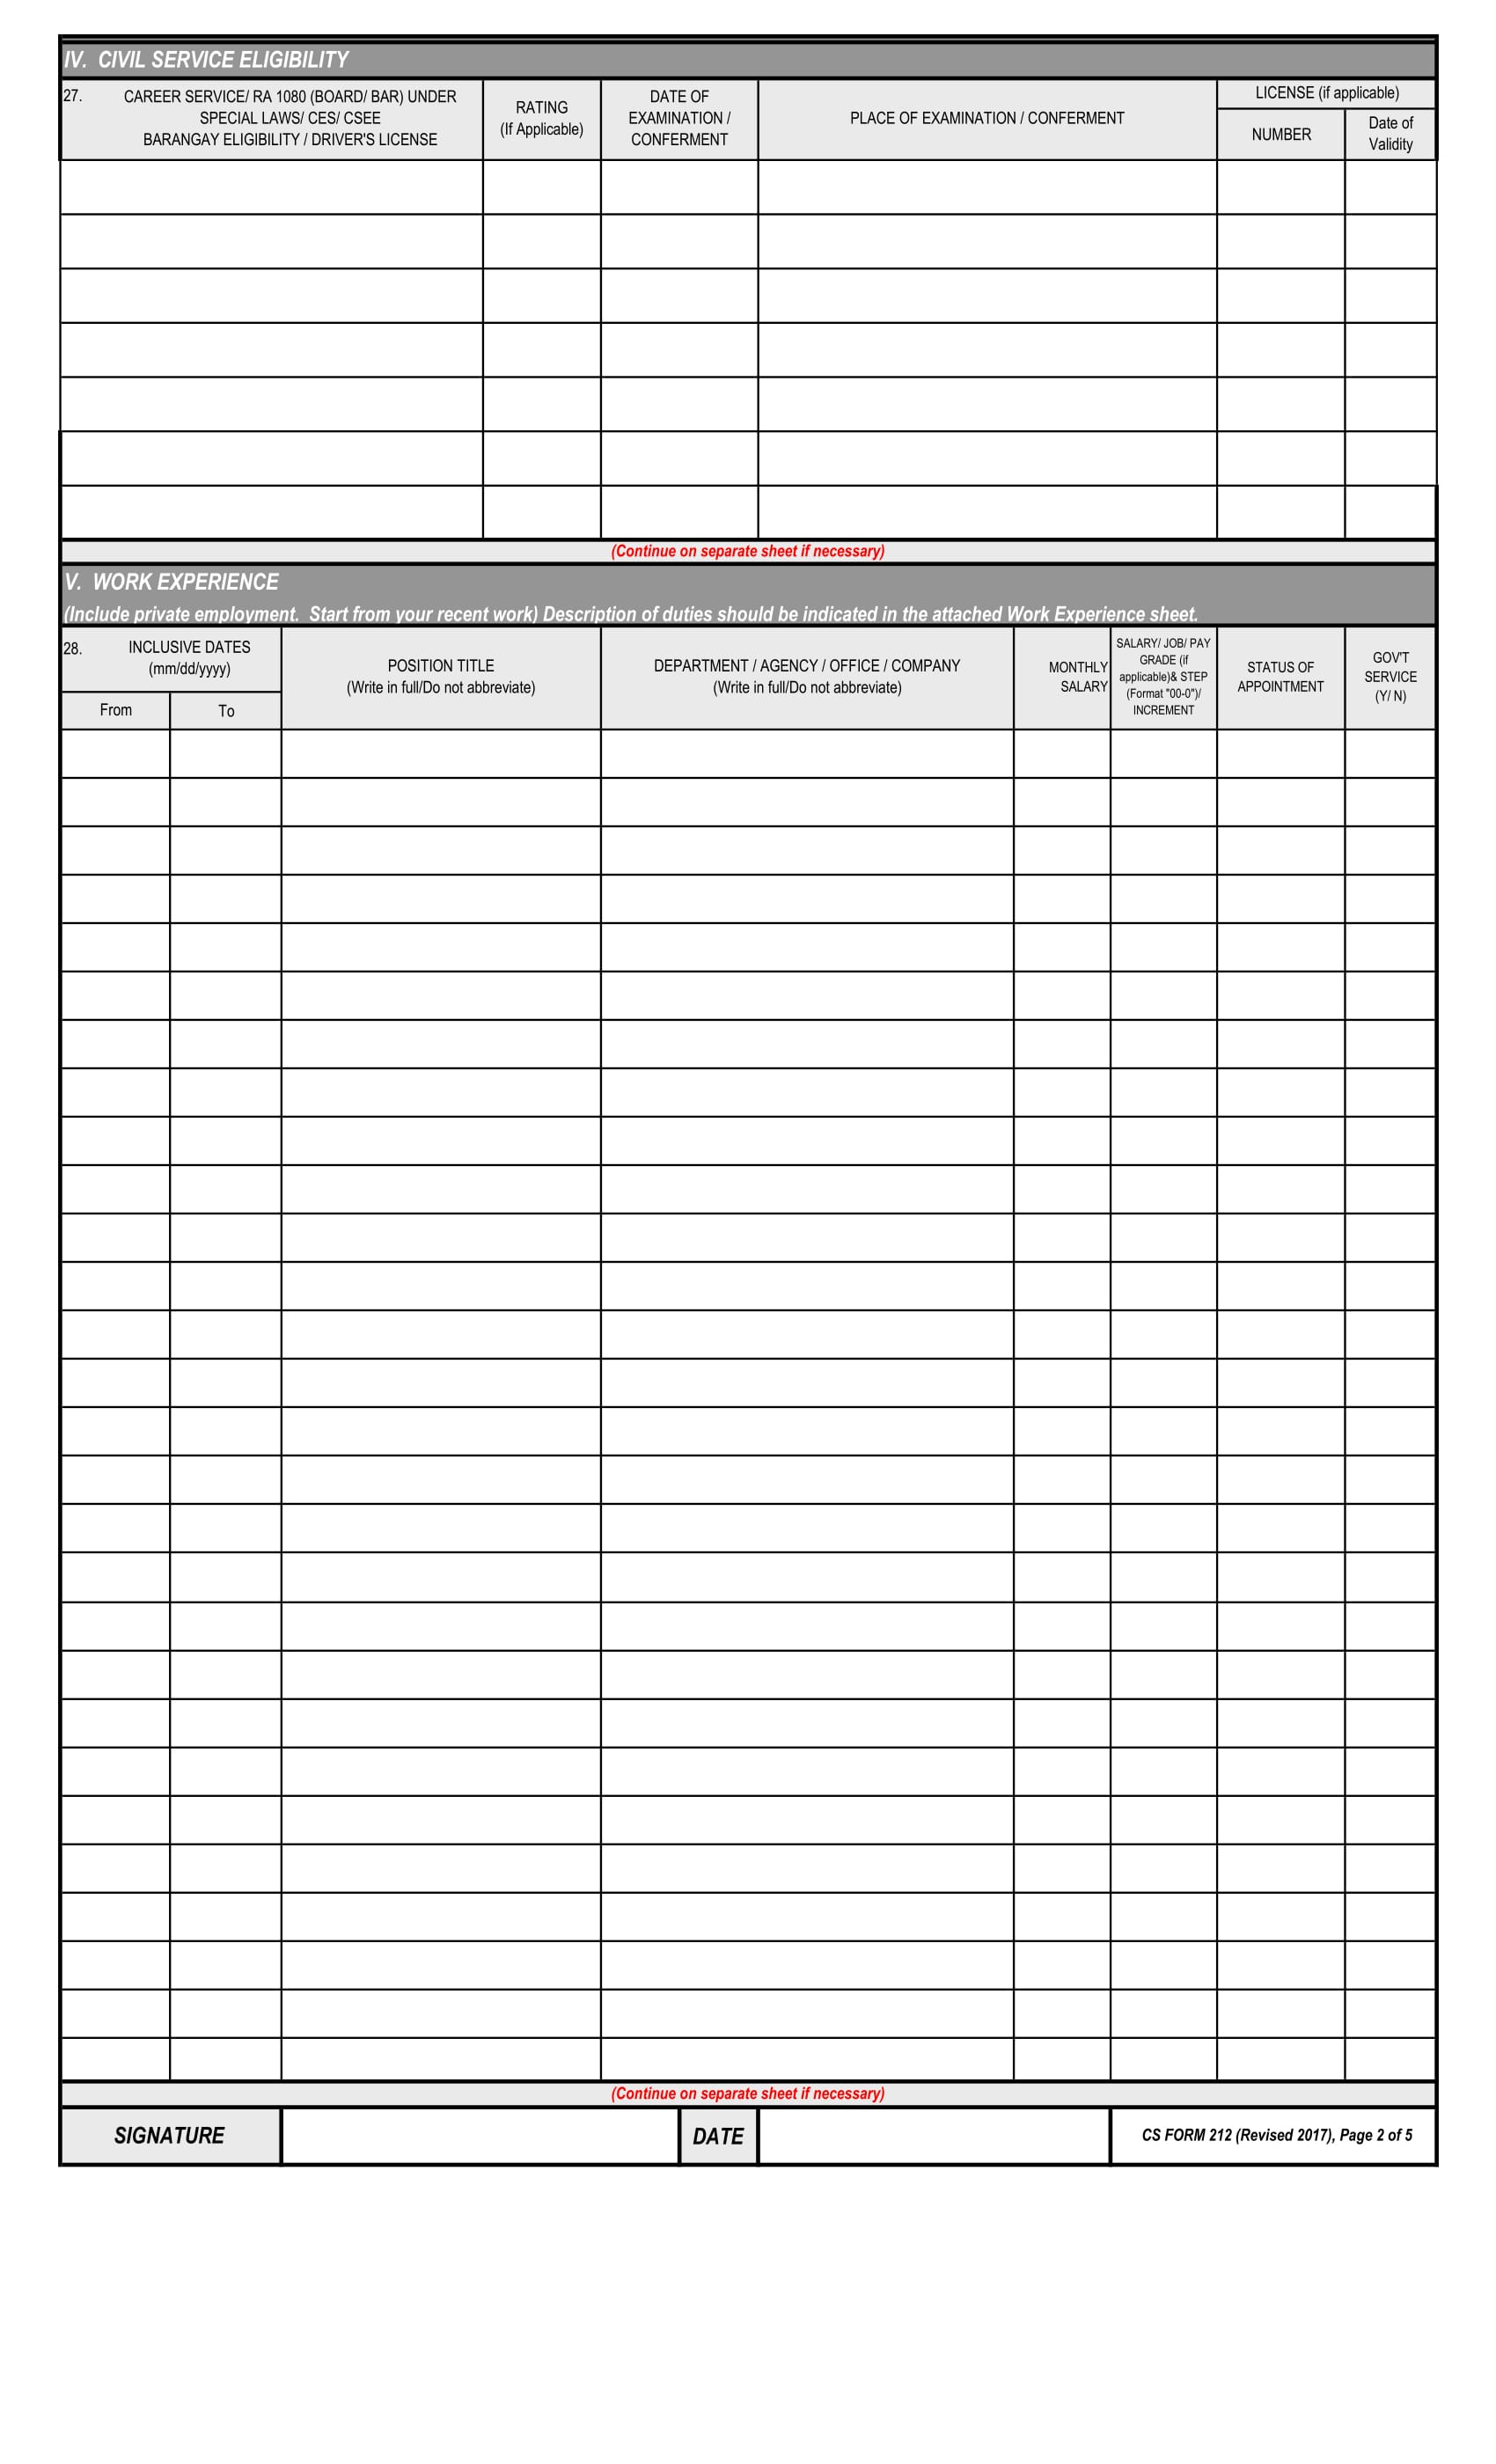 IV. CIVIL SERVICE ELIGIBILITY
27.
CAREER SERVICE/ RA 1080 (BOARD/ BAR) UNDER
SPECIAL LAWS/ CES/ CSEE
BARANGAY ELIGIBILITY / DRIVER'S LICENSE
RATING
(If Applicable)
DATE OF
EXAMINATION /
CONFERMENT
PLACE OF EXAMINATION / CONFERMENT
LICENSE (if applicable)
NUMBER
Date of
Validity
(Continue on separate sheet if necessary)
V. WORK EXPERIENCE
(Include private employment. Start from your recent work) Description of duties should be indicated in the attached Work Experience sheet.
28.
INCLUSIVE DATES
(mm/dd/yyyy)
From
To
POSITION TITLE
(Write in full/Do not abbreviate)
DEPARTMENT / AGENCY / OFFICE / COMPANY
(Write in full/Do not abbreviate)
MONTHLY
SALARY
SALARY/ JOB/ PAY
GRADE (if
applicable)& STEP
(Format "00-0")/
INCREMENT
STATUS OF
APPOINTMENT
GOV'T
SERVICE
(Y/ N)
(Continue on separate sheet if necessary)
SIGNATURE
DATE
CS FORM 212 (Revised 2017), Page 2 of 5